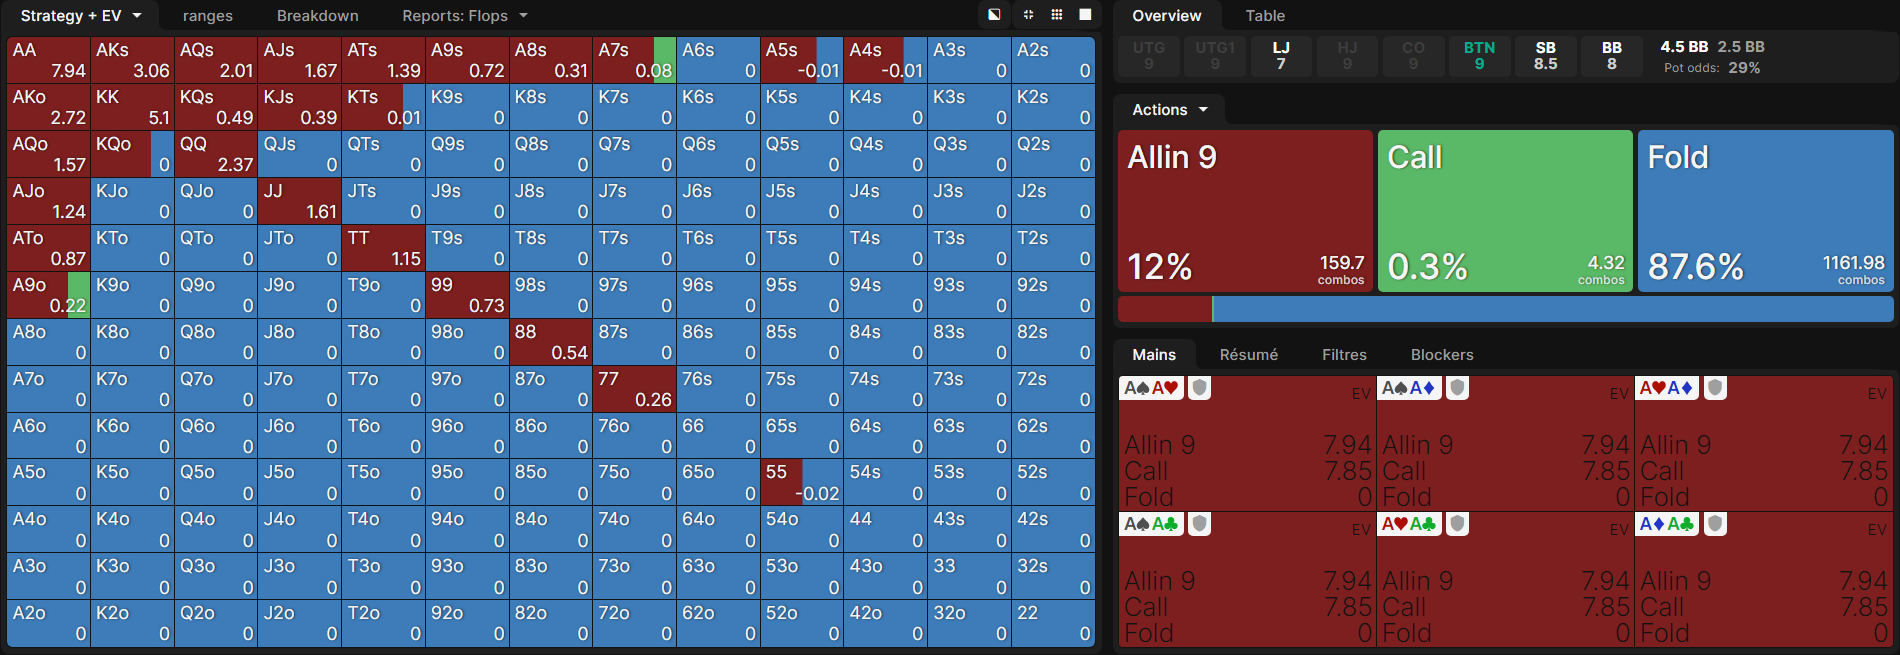 Strategy + EV ranges Breakdown Reports: Flops
AA AKs AQs AJs ATs A9s A8s A7s A6s A5s A4s A3s A2s
7.94 3.06 2.01 1.67 1.39 0.72 0.31 0.08 0 -0.01 -0.01 0 0
AKo KK KQs KJs KTs K9s K8s K7s K6s K5s K4s K3s K2s
2.72 5.1 0.49 0.39 0.01 0 0 0 0 0 0 0 0
AQo KQo QQ QJs QTs Q9s Q8s Q7s Q6s Q5s Q4s Q3s Q2s
1.57 0 2.37 0 0 0 0 0 0 0 0 0 0
AJo KJo QJo JJ JTs J9s J8s J7s J6s J5s J4s J3s J2s
1.24 0 0 1.61 0 0 0 0 0 0 0 0 0
ATo KTo QTo JTo TT T9s T8s T7s T6s T5s T4s T3s T2s
0.87 0 0 0 1.15 0 0 0 0 0 0 0 0
A9o K9o Q9o J9o T9o 99 98s 97s 96s 95s 94s 93s 92s
0.22 0 0 0 0 0.73 0 0 0 0 0 0 0
A8o K8o Q8o J8o T8o 98o 88 87s 86s 85s 84s 83s 82s
0 0 0 0 0 0 0.54 0 0 0 0 0 0
A7o K7o Q7o J7o T7o 97o 87o 77 76s 75s 74s 73s 72s
0 0 0 0 0 0 0 0.26 0 0 0 0 0
A6o K6o Q6o J6o T6o 96o 86o 76o 66 65s 64s 63s 62s
0 0 0 0 0 0 0 0 0 0 0 0 0
A5o K5o Q5o J5o T5o 95o 85o 75o 65o 55 54s 53s 52s
0 0 0 0 0 0 0 0 0 -0.02 0 0 0
A4o K4o Q4o J4o T4o 94o 84o 74o 64o 54o 44 43s 42s
0 0 0 0 0 0 0 0 0 0 0 0 0
A3o K3o Q3o J3o T3o 93o 83o 73o 63o 53o 43o 33 32s
0 0 0 0 0 0 0 0 0 0 0 0 0
A2o K2o Q2o J2o T2o 92o 82o 72o 62o 52o 42o 32o 22
0 0 0 0 0 0 0 0 0 0 0 0 0
Overview Table
UTG UTG1 LJ HJ CO BTN SB BB 4.5 BB 2.5 BB
9 9 7 9 9 9 8.5 8 Pot odds: 29%
Actions
Allin 9 Call Fold
12% 159.7 combos 0.3% 4.32 combos 87.6% 1161.98 combos
Mains Résumé Filtres Blockers
A♠A♥ EV A♠A♦ EV A♥A♦ EV
Allin 9 7.94 Allin 9 7.94 Allin 9 7.94
Call 7.85 Call 7.85 Call 7.85
Fold 0 Fold 0 Fold 0
A♠A♣ EV A♥A♣ EV A♦A♣ EV
Allin 9 7.94 Allin 9 7.94 Allin 9 7.94
Call 7.85 Call 7.85 Call 7.85
Fold 0 Fold 0 Fold 0